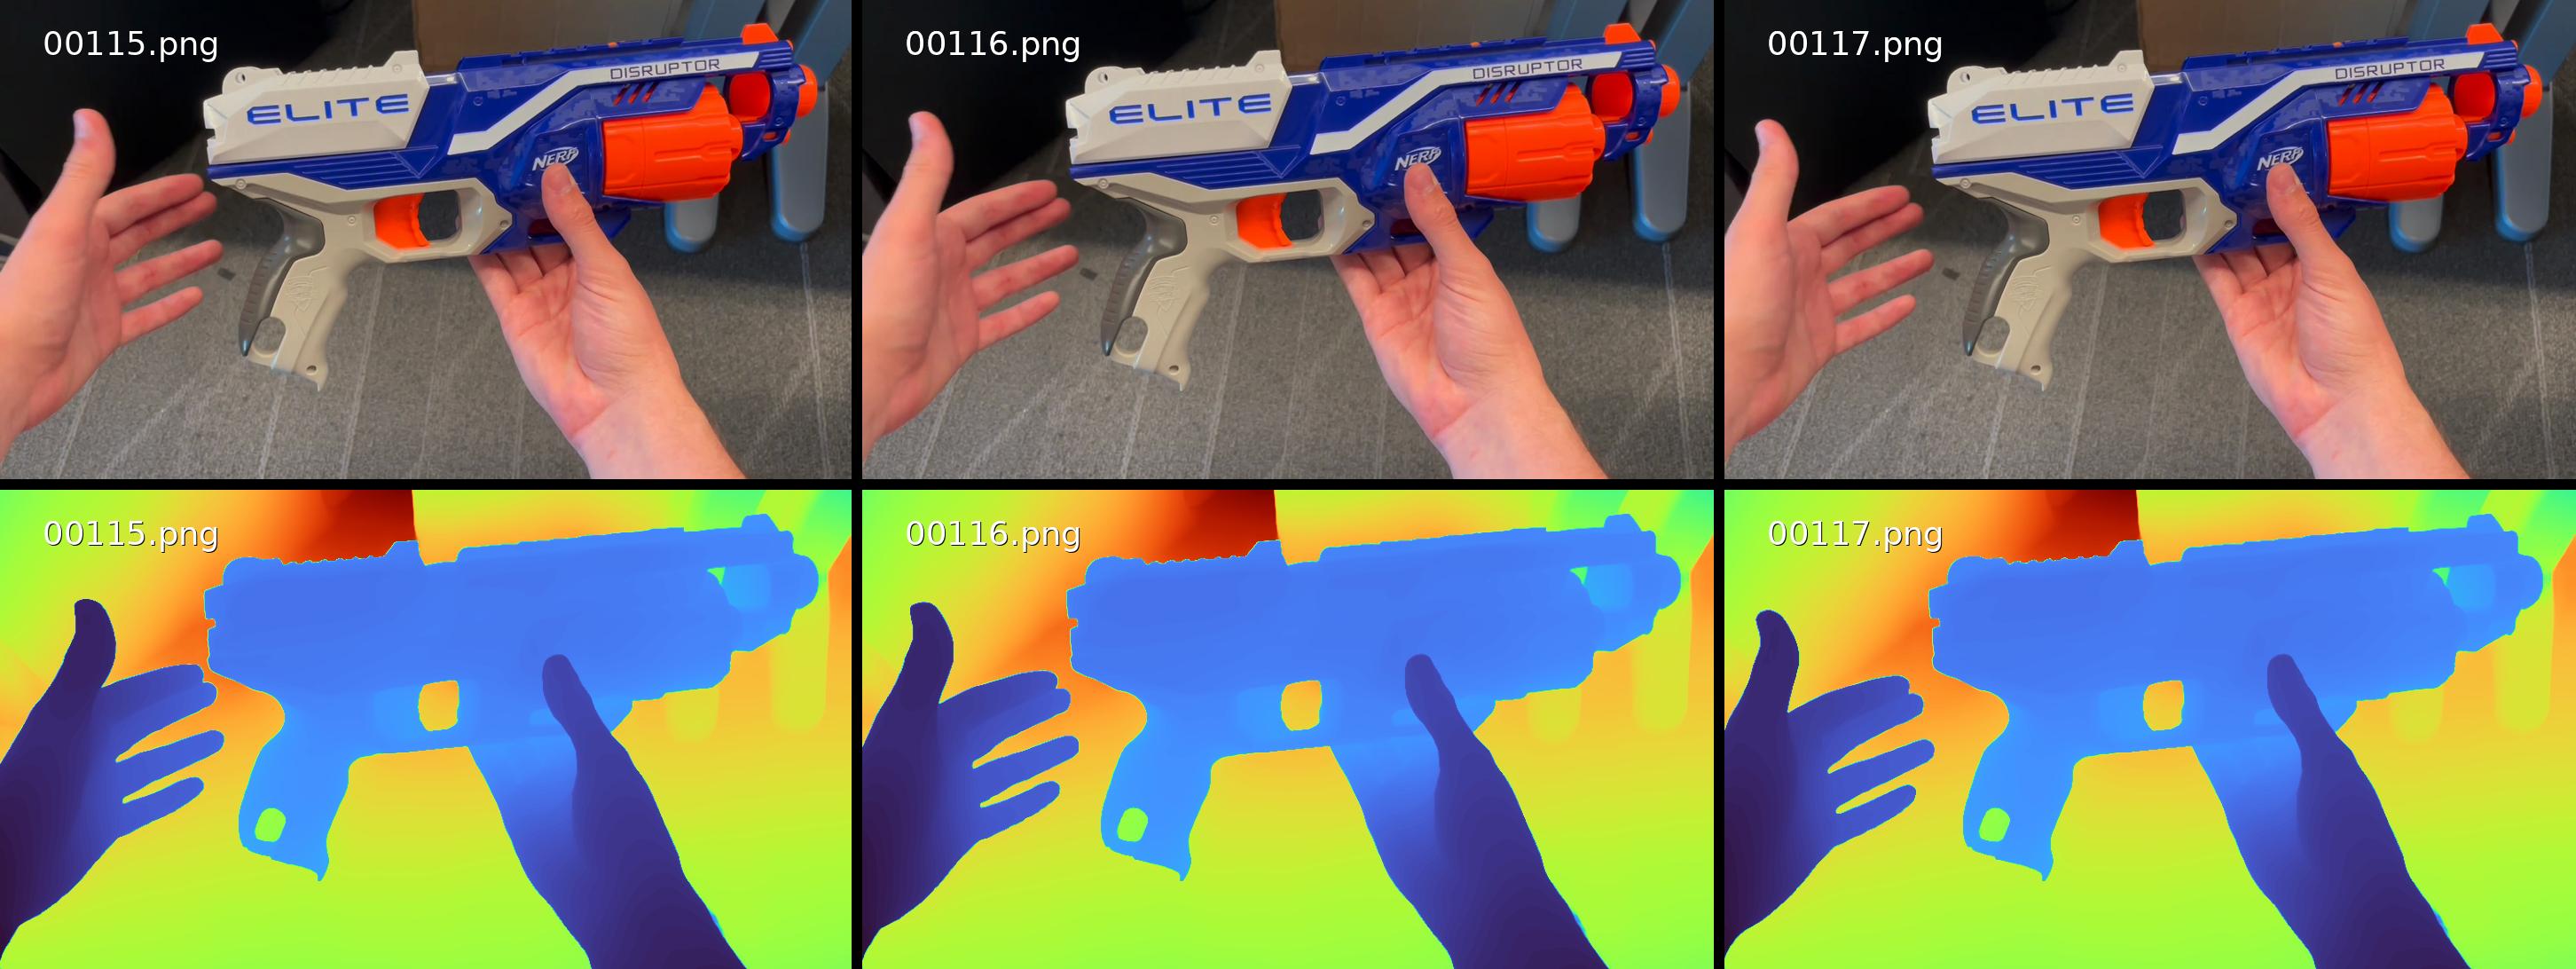 00115.png
ELITE
DISRUPTOR
NERF
00116.png
ELITE
DISRUPTOR
NERF
00117.png
ELITE
DISRUPTOR
NERF
00115.png
00116.png
00117.png